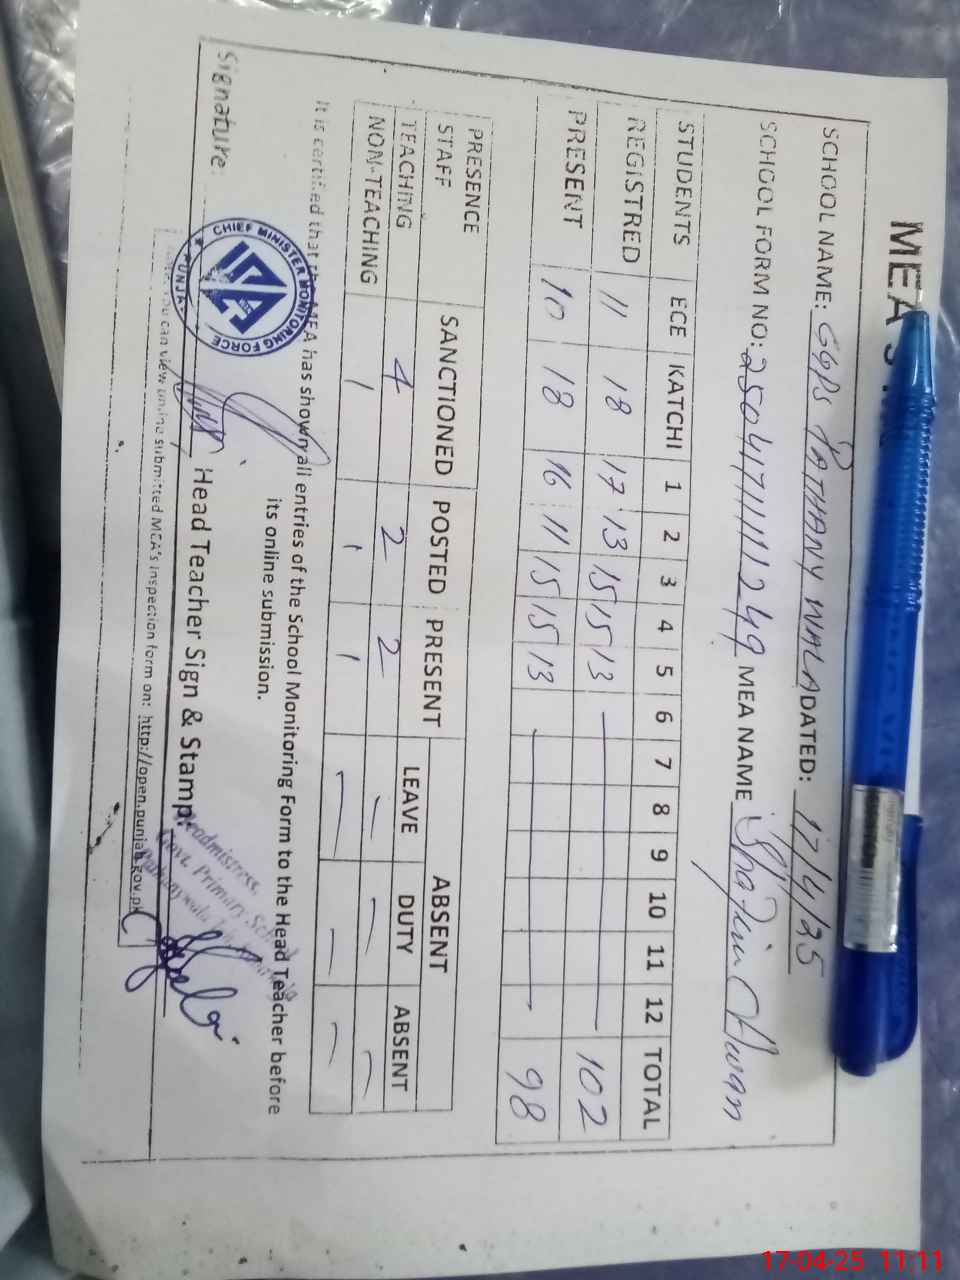 MEA'S
SCHOOL NAME: GGPS PATHANY WALA DATED: 17/4/25
SCHOOL FORM NO: MEA NAME
STUDENTS ECE KATCHI 1 2 3 4 5 6 7 8 9 10 11 12 TOTAL
REGISTRED 11 18 17 13 15 15 13 — 102
PRESENT 10 18 16 11 15 15 13 — 98
PRESENCE ABSENT
STAFF SANCTIONED POSTED PRESENT LEAVE DUTY ABSENT
TEACHING 4 2 2 — — —
NON-TEACHING 1 1 1 — — —
It is certified that the MEA has shown all entries of the School Monitoring Form to the Head Teacher before
its online submission.
Signature: Head Teacher Sign & Stamp:
CHIEF MINISTER MONITORING FORCE
PUNJAB
Headmistress,
Govt. Primary School
Pathanywala
you can view online submitted MEA's inspection form on: http://open.punjab.gov.pk
17-04-25 11:11